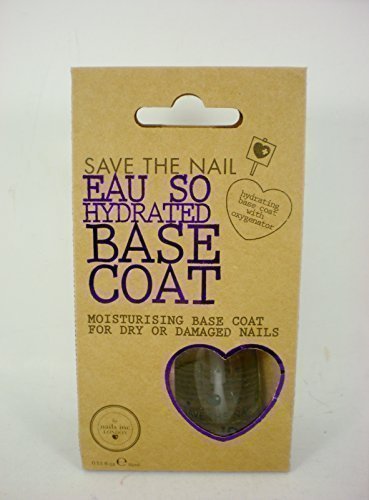 SAVE THE NAIL
EAU SO
HYDRATED
BASE
COAT
hydrating
base coat
with
oxygenator
MOISTURISING BASE COAT
FOR DRY OR DAMAGED NAILS
nails inc.
LONDON